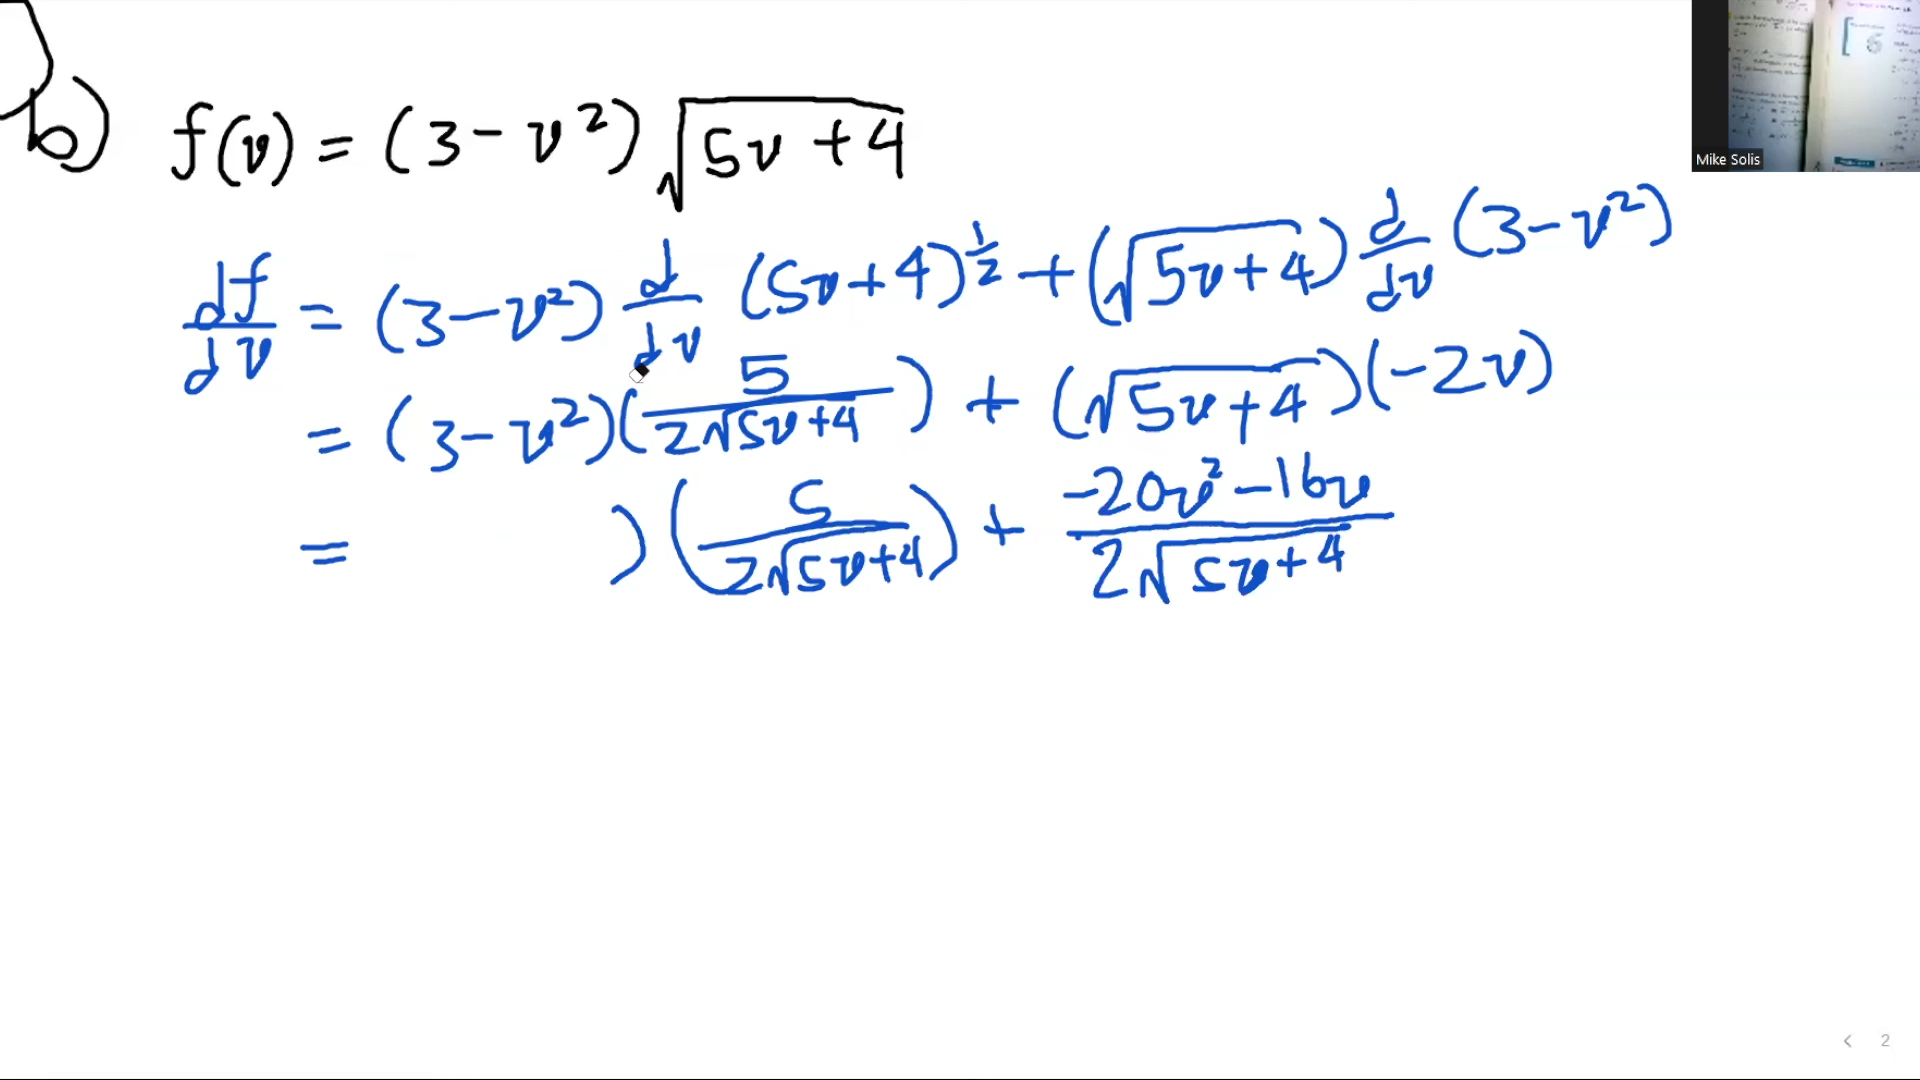 b) f(v) = (3 - v²) √(5v + 4)
df/dv = (3 - v²) d/dv (5v + 4)^(1/2) + (√(5v + 4)) d/dv (3 - v²)
= (3 - v²) (5/(2√(5v + 4))) + (√(5v + 4)) (-2v)
= ) (5/(2√(5v + 4))) + (-20v² - 16v)/(2√(5v + 4))
Mike Solis
< 2